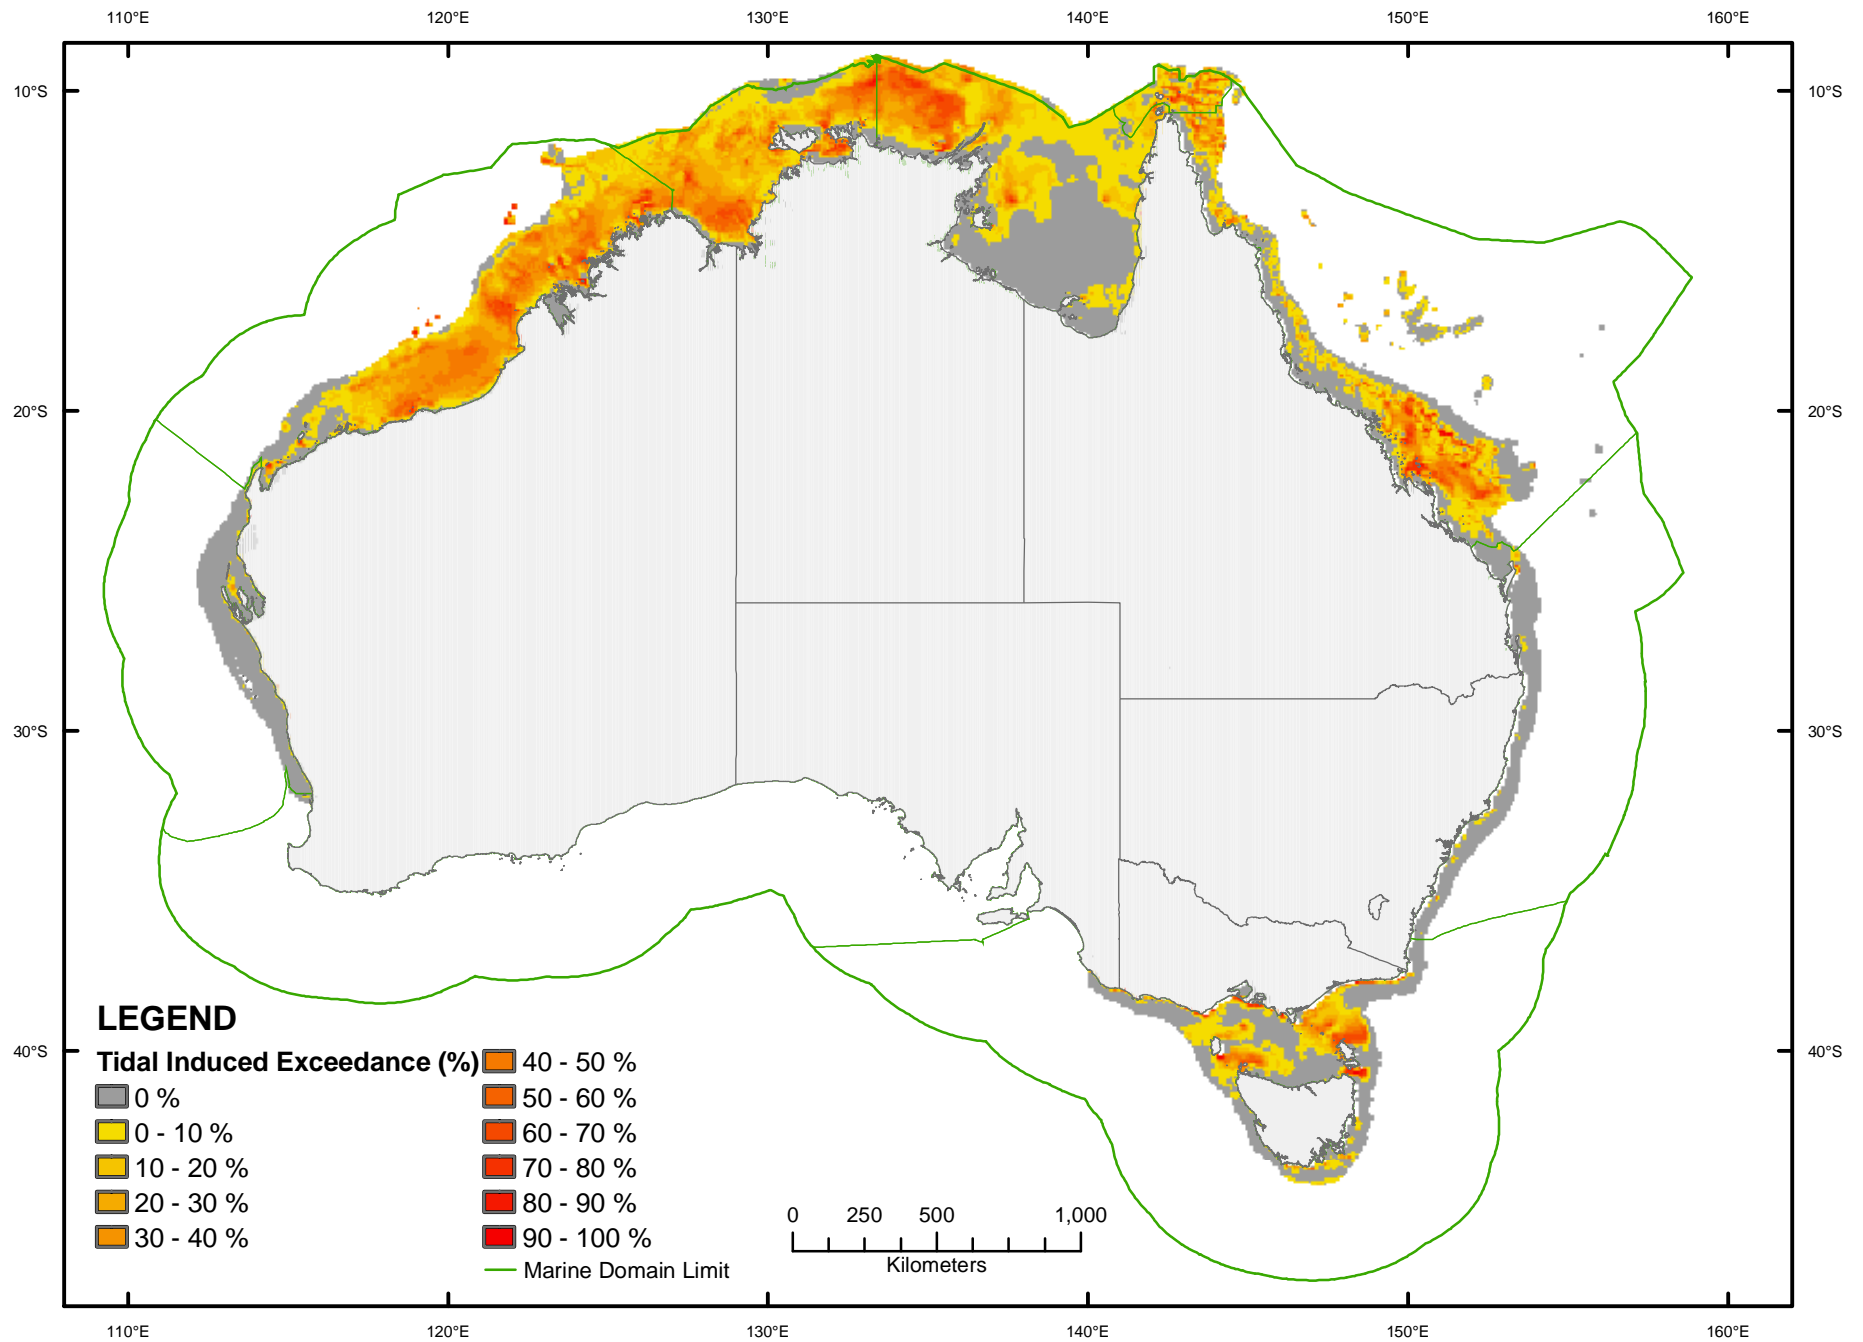 110°E 120°E 130°E 140°E 150°E 160°E
10°S 10°S
20°S 20°S
30°S 30°S
40°S 40°S
LEGEND
Tidal Induced Exceedance (%)
0 %
0 - 10 %
10 - 20 %
20 - 30 %
30 - 40 %
40 - 50 %
50 - 60 %
60 - 70 %
70 - 80 %
80 - 90 %
90 - 100 %
Marine Domain Limit
0 250 500 1,000
Kilometers
110°E 120°E 130°E 140°E 150°E 160°E